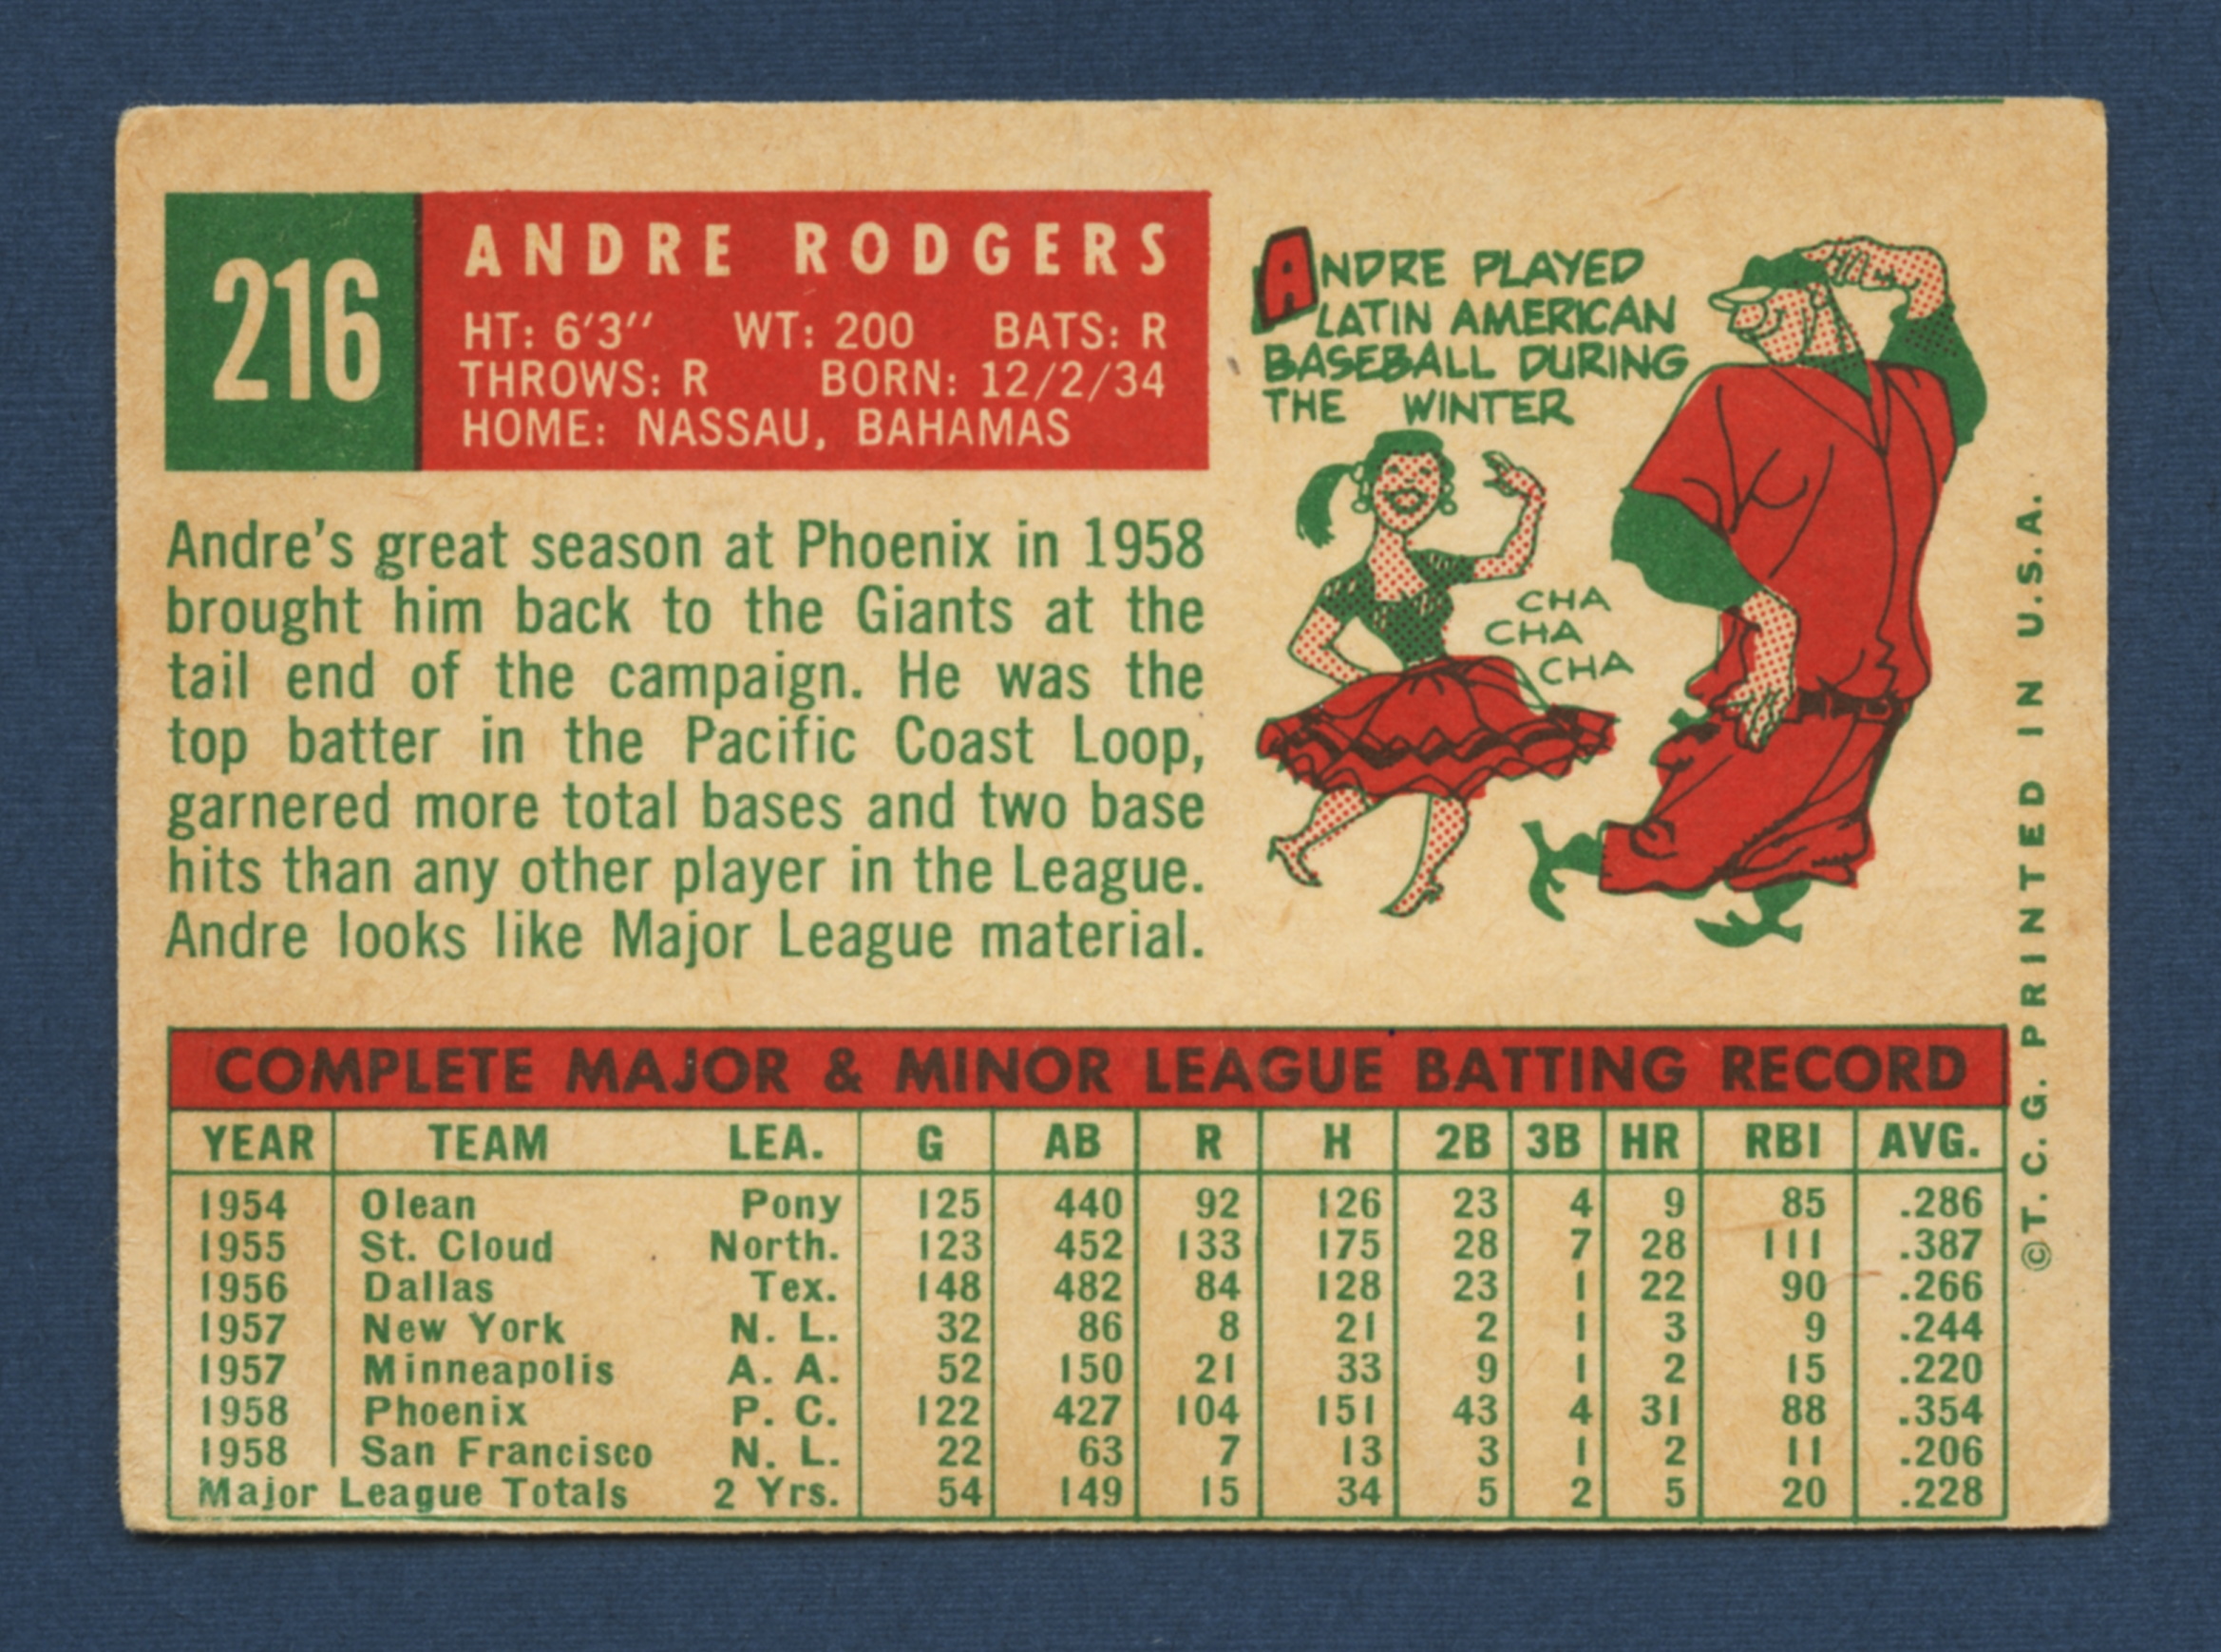 216
ANDRE RODGERS
HT: 6'3" WT: 200 BATS: R
THROWS: R BORN: 12/2/34
HOME: NASSAU, BAHAMAS
Andre's great season at Phoenix in 1958
brought him back to the Giants at the
tail end of the campaign. He was the
top batter in the Pacific Coast Loop,
garnered more total bases and two base
hits than any other player in the League.
Andre looks like Major League material.
ANDRE PLAYED
LATIN AMERICAN
BASEBALL DURING
THE WINTER
CHA
CHA
CHA
COMPLETE MAJOR & MINOR LEAGUE BATTING RECORD
YEAR TEAM LEA. G AB R H 2B 3B HR RBI AVG.
1954 Olean Pony 125 440 92 126 23 4 9 85 .286
1955 St. Cloud North. 123 452 133 175 28 7 28 111 .387
1956 Dallas Tex. 148 482 84 128 23 1 22 90 .266
1957 New York N. L. 32 86 8 21 2 1 3 9 .244
1957 Minneapolis A. A. 52 150 21 33 9 1 2 15 .220
1958 Phoenix P. C. 122 427 104 151 43 4 31 88 .354
1958 San Francisco N. L. 22 63 7 13 3 1 2 11 .206
Major League Totals 2 Yrs. 54 149 15 34 5 2 5 20 .228
©T. C. G. PRINTED IN U.S.A.